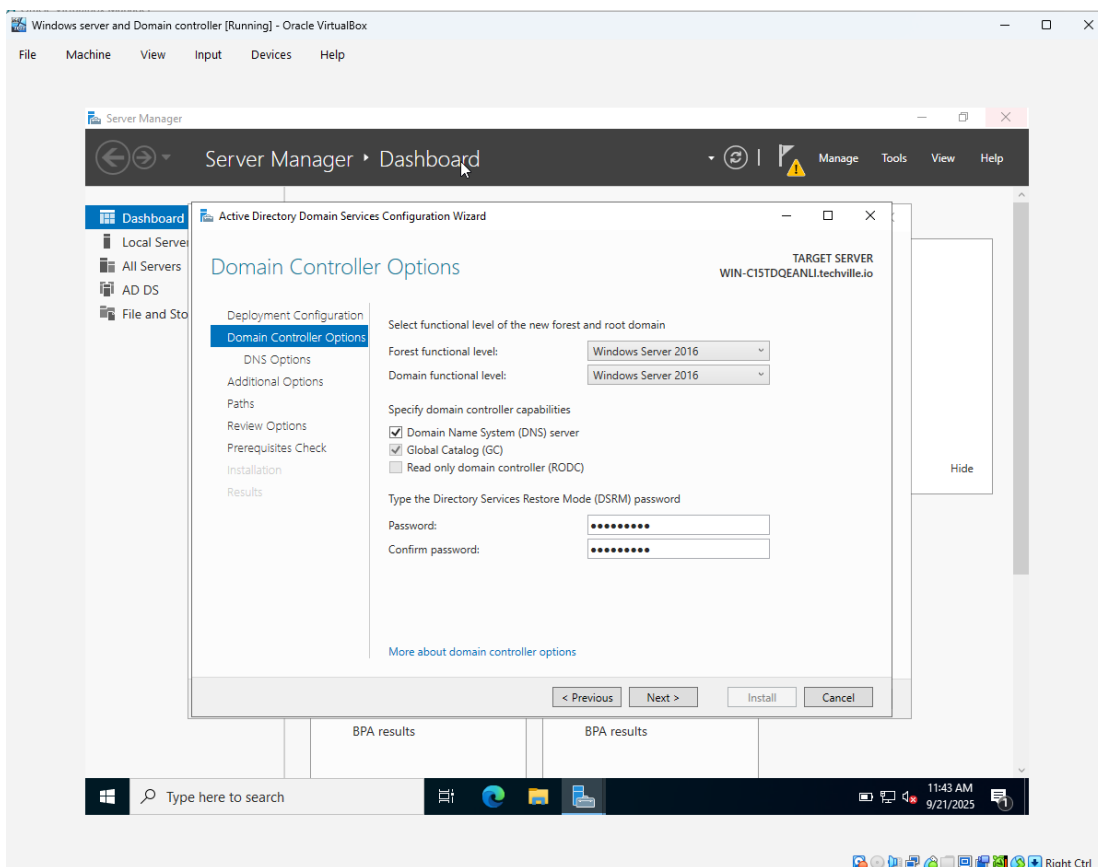 Windows server and Domain controller [Running] - Oracle VirtualBox
File Machine View Input Devices Help
Server Manager
Server Manager • Dashboard
Manage Tools View Help
Dashboard
Local Server
All Servers
AD DS
File and Sto
Active Directory Domain Services Configuration Wizard
Domain Controller Options
TARGET SERVER
WIN-C15TDQEANLI.techville.io
Deployment Configuration
Domain Controller Options
DNS Options
Additional Options
Paths
Review Options
Prerequisites Check
Installation
Results
Select functional level of the new forest and root domain
Forest functional level: Windows Server 2016
Domain functional level: Windows Server 2016
Specify domain controller capabilities
Domain Name System (DNS) server
Global Catalog (GC)
Read only domain controller (RODC)
Type the Directory Services Restore Mode (DSRM) password
Password: •••••••••
Confirm password: •••••••••
More about domain controller options
< Previous Next > Install Cancel
Hide
BPA results BPA results
Type here to search
11:43 AM
9/21/2025
1
Right Ctrl